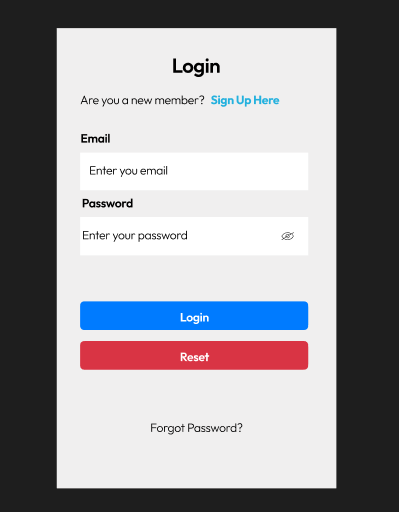 Login
Are you a new member? Sign Up Here
Email
Enter you email
Password
Enter your password
Login
Reset
Forgot Password?